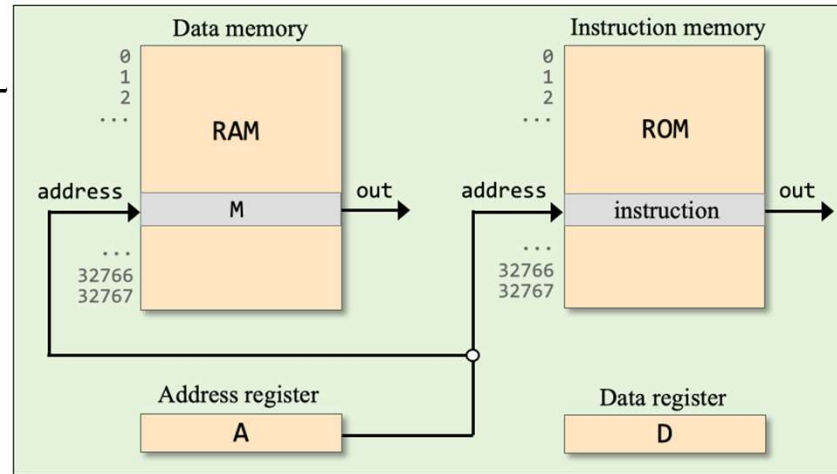 Data memory
Instruction memory
0
1
2
...
RAM
0
1
2
...
ROM
address
M
out
address
instruction
out
...
32766
32767
...
32766
32767
Address register
A
Data register
D